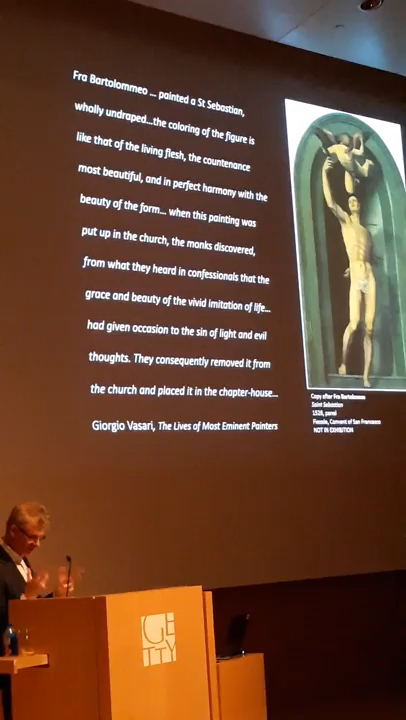 Fra Bartolommeo ... painted a St Sebastian,
wholly undraped...the coloring of the figure is
like that of the living flesh, the countenance
most beautiful, and in perfect harmony with the
beauty of the form... when this painting was
put up in the church, the monks discovered,
from what they heard in confessionals that the
grace and beauty of the vivid imitation of life...
had given occasion to the sin of light and evil
thoughts. They consequently removed it from
the church and placed it in the chapter-house...
Giorgio Vasari, The Lives of Most Eminent Painters
Copy after Fra Bartolommeo
Saint Sebastian
1526, panel
Fiesole, Convent of San Francesco
NOT IN EXHIBITION
GE
TTY